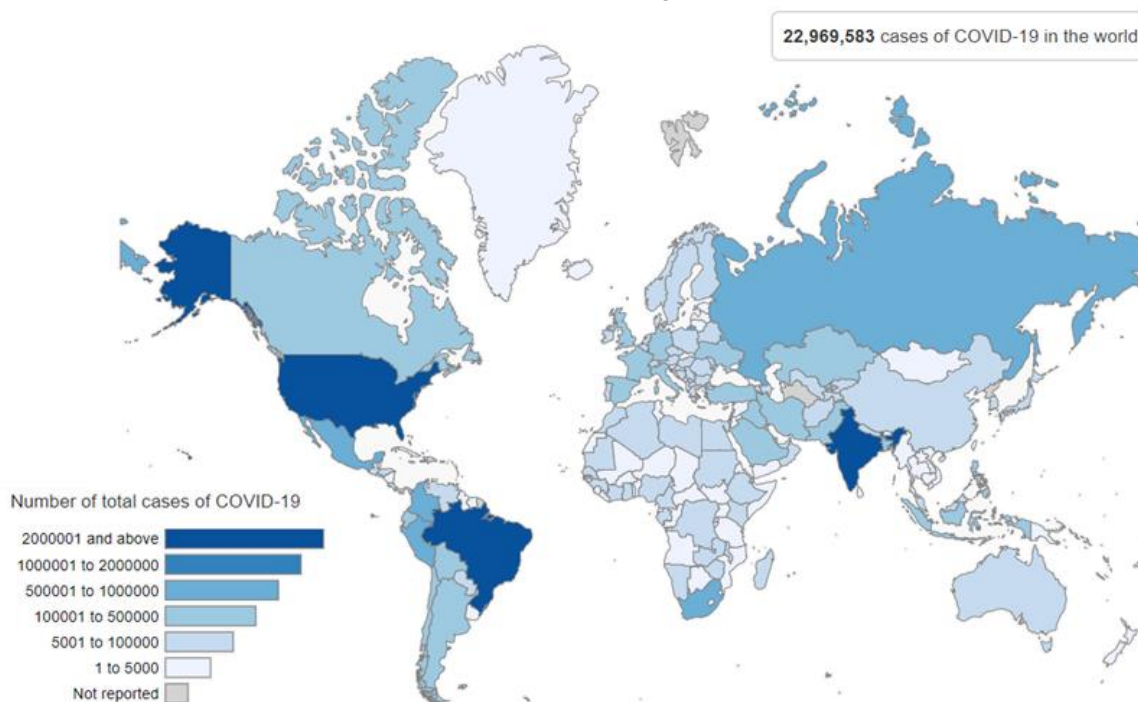 22,969,583 cases of COVID-19 in the world
Number of total cases of COVID-19
2000001 and above
1000001 to 2000000
500001 to 1000000
100001 to 500000
5001 to 100000
1 to 5000
Not reported